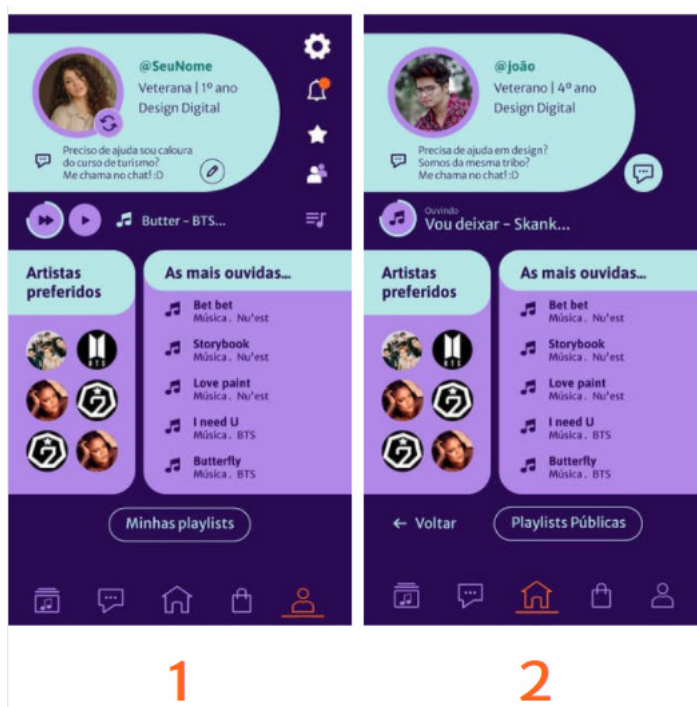 @SeuNome
Veterana | 1º ano
Design Digital
Preciso de ajuda sou caloura
do curso de turismo?
Me chama no chat! :D
Butter - BTS...
Artistas
preferidos
BTS
As mais ouvidas...
Bet bet
Música. Nu'est
Storybook
Música. Nu'est
Love paint
Música. Nu'est
I need U
Música. BTS
Butterfly
Música. BTS
Minhas playlists
1
@joão
Veterano | 4º ano
Design Digital
Precisa de ajuda em design?
Somos da mesma tribo?
Me chama no chat! :D
Ouvindo
Vou deixar - Skank...
Artistas
preferidos
BTS
As mais ouvidas...
Bet bet
Música. Nu'est
Storybook
Música. Nu'est
Love paint
Música. Nu'est
I need U
Música. BTS
Butterfly
Música. BTS
← Voltar
Playlists Públicas
2